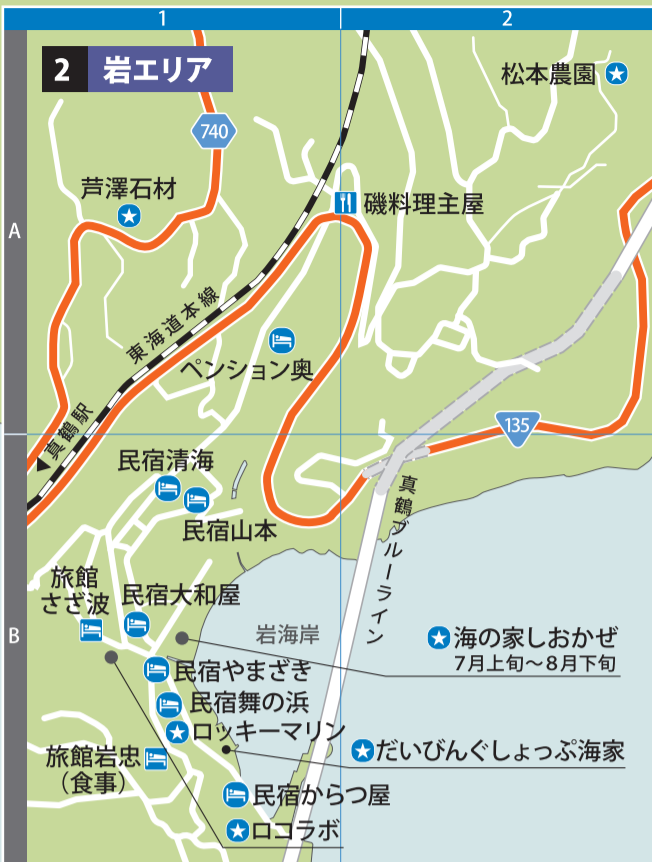 1
2
2 岩エリア
松本農園
740
芦澤石材
磯料理主屋
A
東海道本線
ペンション奥
真鶴駅
135
民宿清海
民宿山本
真鶴ブルーライン
旅館
さざ波
民宿大和屋
岩海岸
B
海の家しおかぜ
7月上旬〜8月下旬
民宿やまざき
民宿舞の浜
ロッキーマリン
だいびんぐしょっぷ海家
旅館岩忠
（食事）
民宿からつ屋
ロコラボ